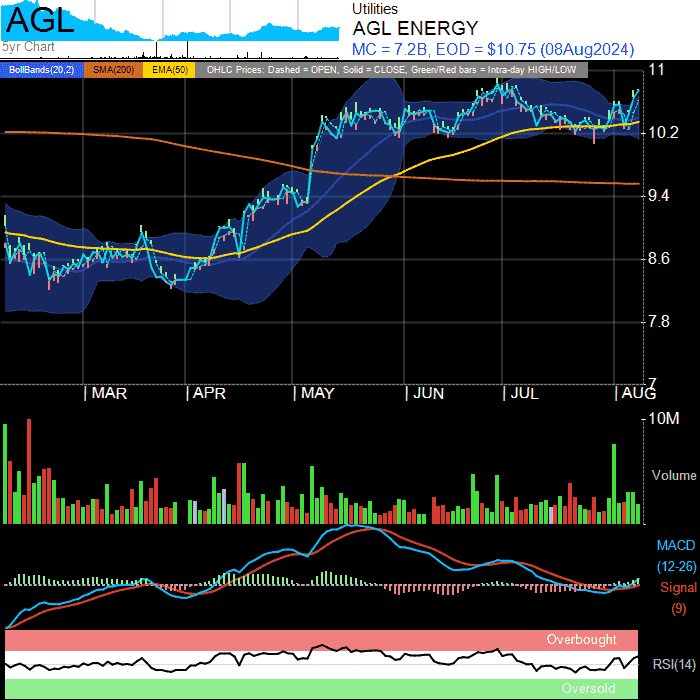 AGL
5yr Chart
Utilities
AGL ENERGY
MC = 7.2B, EOD = $10.75 (08Aug2024)
BollBands(20,2) SMA(200) EMA(50) OHLC Prices: Dashed = OPEN, Solid = CLOSE, Green/Red bars = Intra-day HIGH/LOW
11
10.2
9.4
8.6
7.8
7
| MAR | APR | MAY | JUN | JUL | AUG
10M
Volume
MACD
(12-26)
Signal
(9)
Overbought
RSI(14)
Oversold